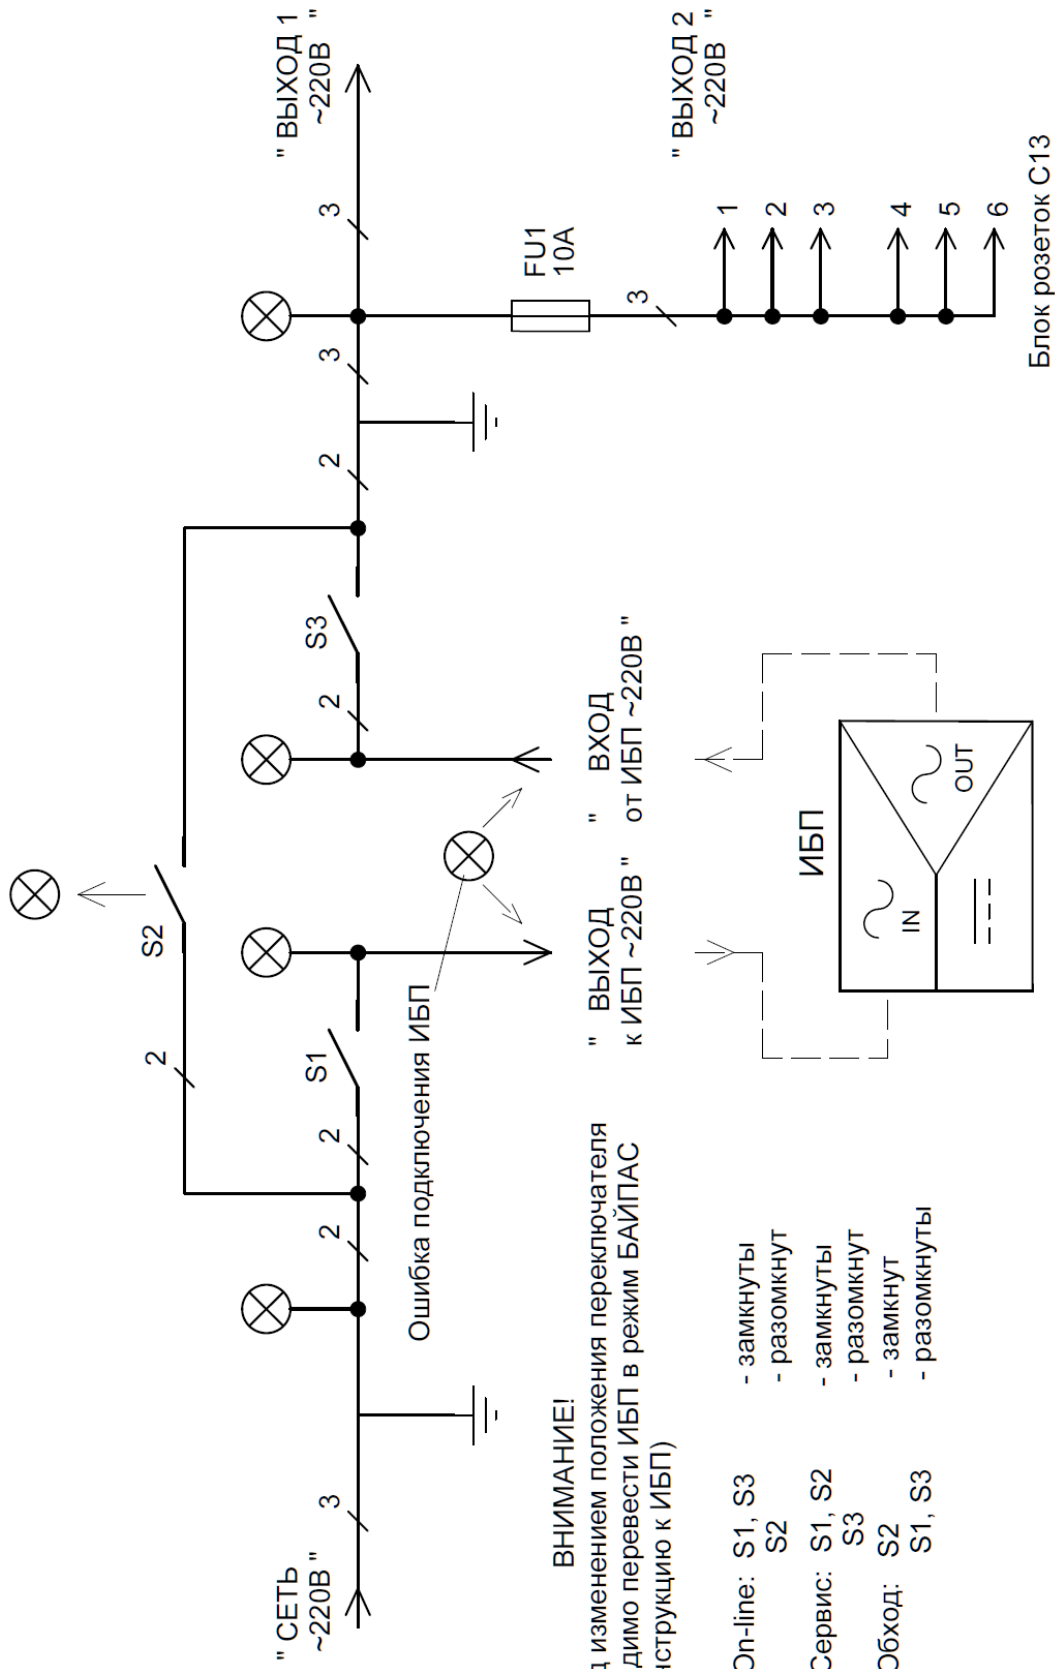 " СЕТЬ
~220В "
3
2
2
2
S1
S2
2
S3
2
3
3
" ВЫХОД 1 "
~220В
FU1
10А
3
" ВЫХОД 2 "
~220В
1
2
3
4
5
6
Блок розеток С13
Ошибка подключения ИБП
" ВЫХОД
к ИБП ~220В "
" ВХОД
от ИБП ~220В "
ИБП
IN
OUT
ВНИМАНИЕ!
изменением положения переключателя
перевести ИБП в режим БАЙПАС
к ИБП)
On-line: S1, S3 - замкнуты
S2 - разомкнут
Сервис: S1, S2 - замкнуты
S3 - разомкнут
Обход: S2 - замкнут
S1, S3 - разомкнуты